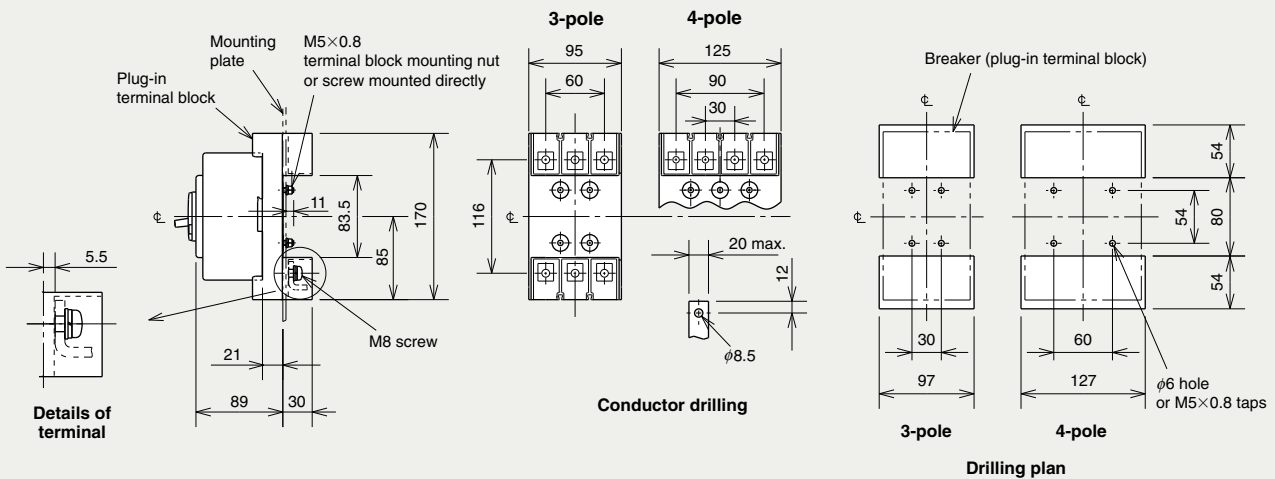 Mounting
plate
M5×0.8
terminal block mounting nut
or screw mounted directly
Plug-in
terminal block
℄
11
83.5
85
170
M8 screw
21
89
30
5.5
Details of
terminal
3-pole
95
60
116
℄
4-pole
125
90
30
20 max.
12
ϕ8.5
Conductor drilling
Breaker (plug-in terminal block)
℄
℄
℄
54
54
80
54
30
97
60
127
ϕ6 hole
or M5×0.8 taps
3-pole
4-pole
Drilling plan